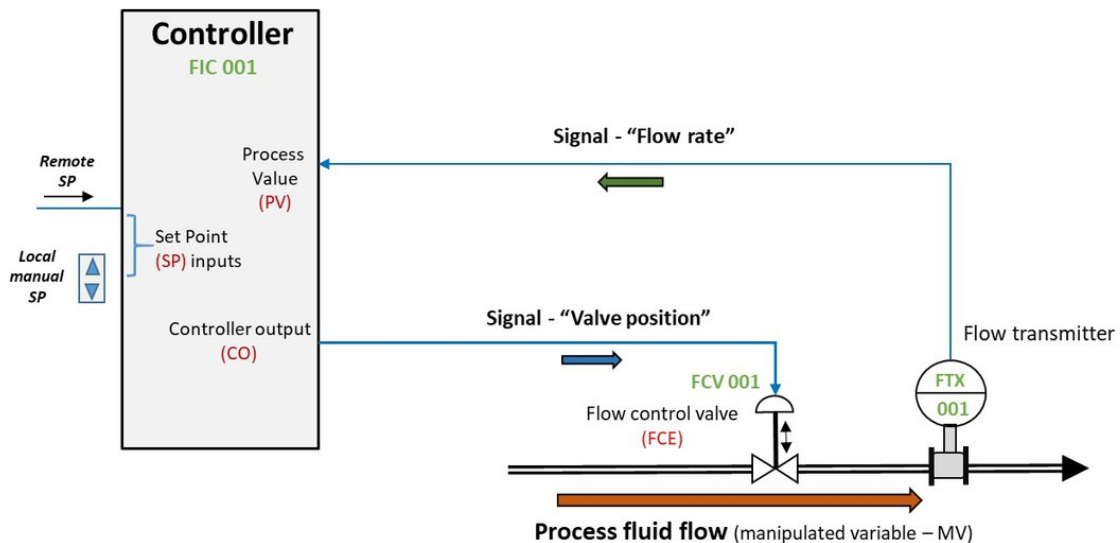 Controller
FIC 001
Signal - “Flow rate”
Remote
SP
Process
Value
(PV)
Set Point
(SP) inputs
Local
manual
SP
Signal - “Valve position”
Controller output
(CO)
Flow transmitter
FCV 001
FTX
001
Flow control valve
(FCE)
Process fluid flow (manipulated variable – MV)